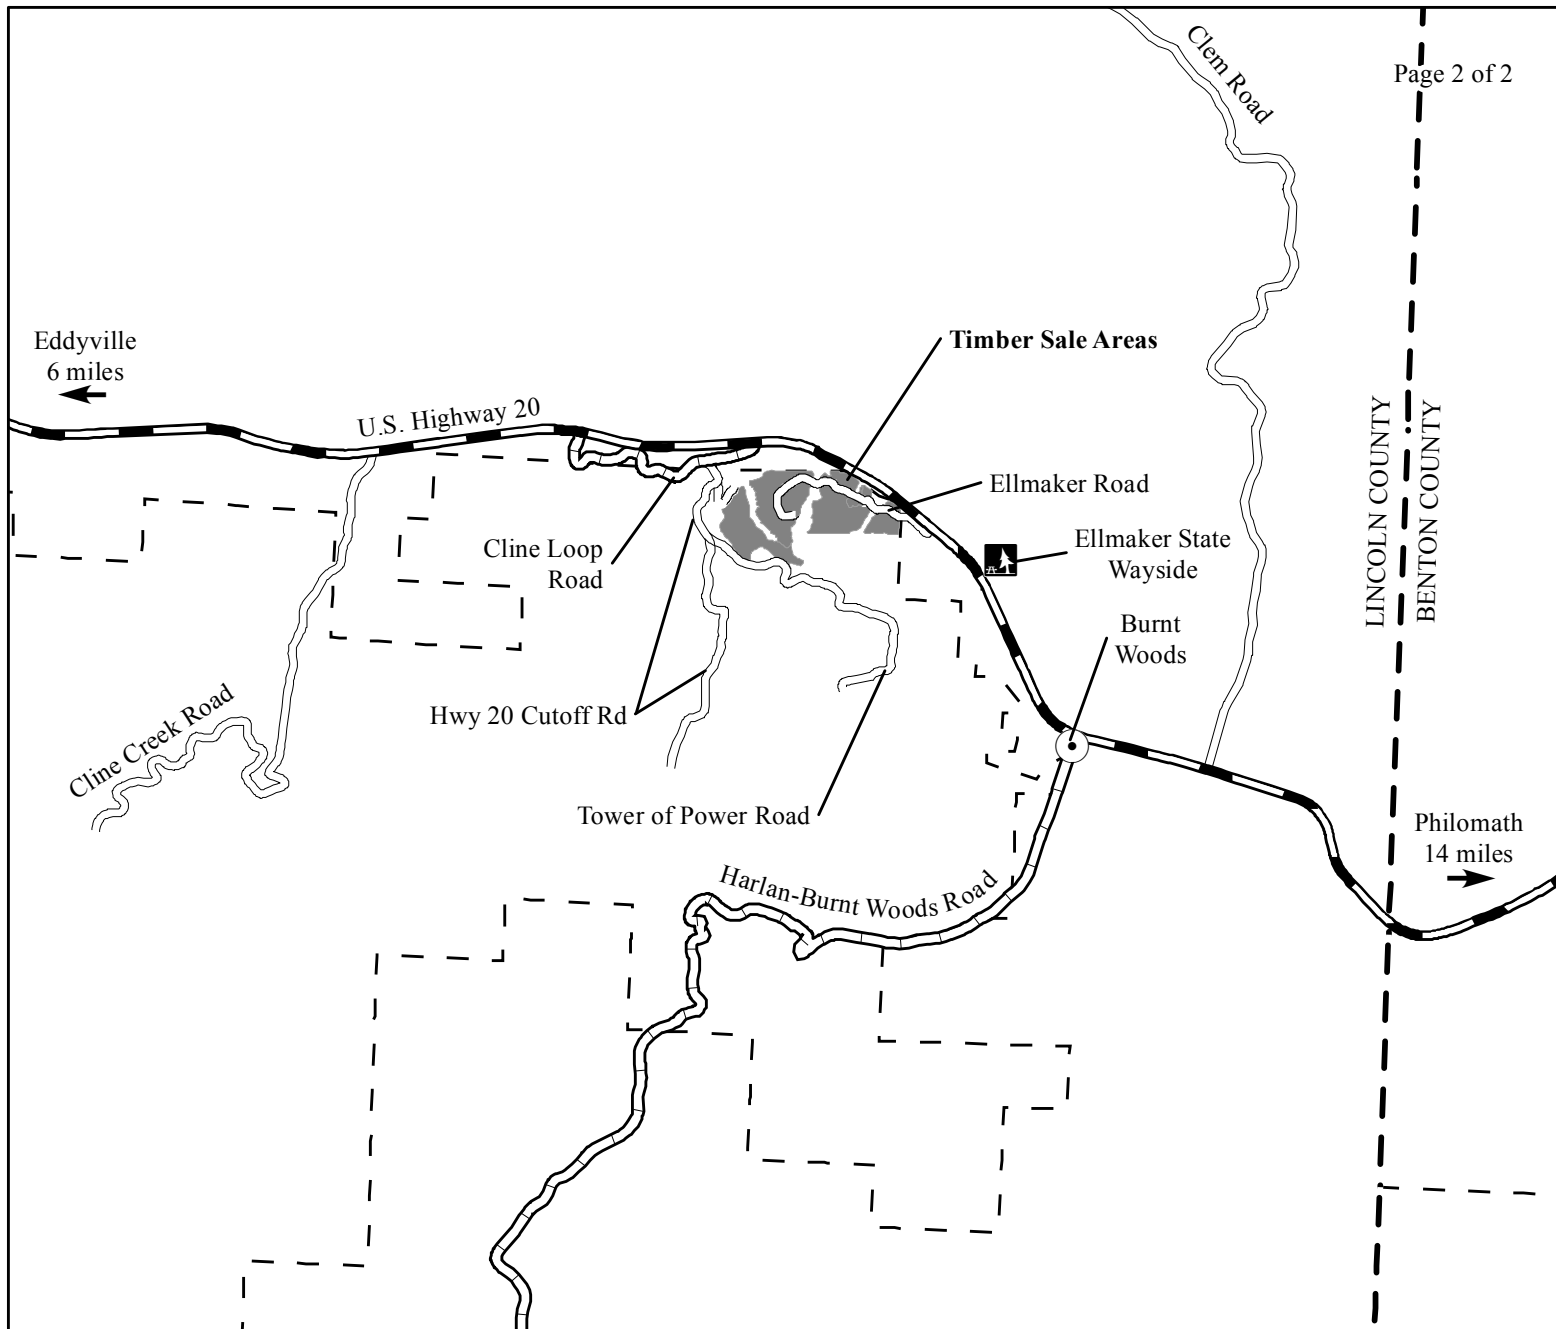 Clem Road
Page 2 of 2
Eddyville
6 miles
Timber Sale Areas
U.S. Highway 20
LINCOLN COUNTY
BENTON COUNTY
Ellmaker Road
Cline Loop
Road
Ellmaker State
Wayside
Burnt
Woods
Hwy 20 Cutoff Rd
Cline Creek Road
Tower of Power Road
Philomath
14 miles
Harlan-Burnt Woods Road